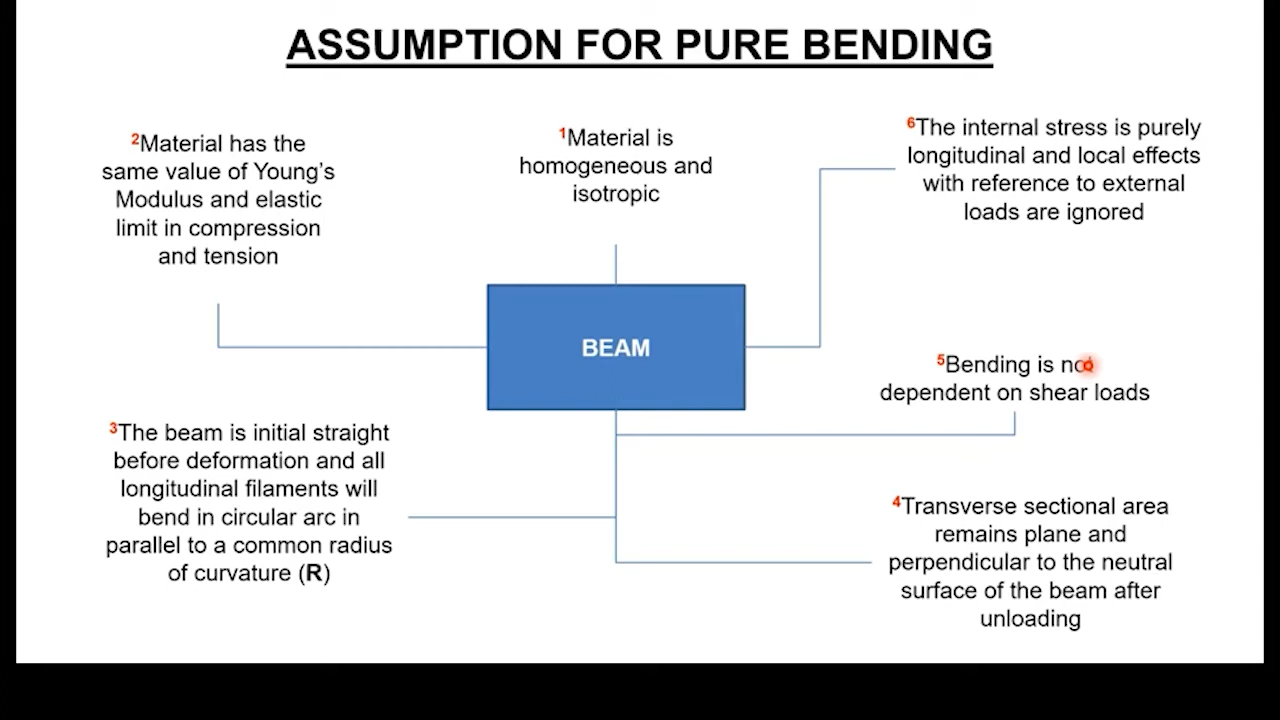 ASSUMPTION FOR PURE BENDING
¹Material is
homogeneous and
isotropic
²Material has the
same value of Young's
Modulus and elastic
limit in compression
and tension
³The beam is initial straight
before deformation and all
longitudinal filaments will
bend in circular arc in
parallel to a common radius
of curvature (R)
⁴Transverse sectional area
remains plane and
perpendicular to the neutral
surface of the beam after
unloading
⁵Bending is not
dependent on shear loads
⁶The internal stress is purely
longitudinal and local effects
with reference to external
loads are ignored
BEAM